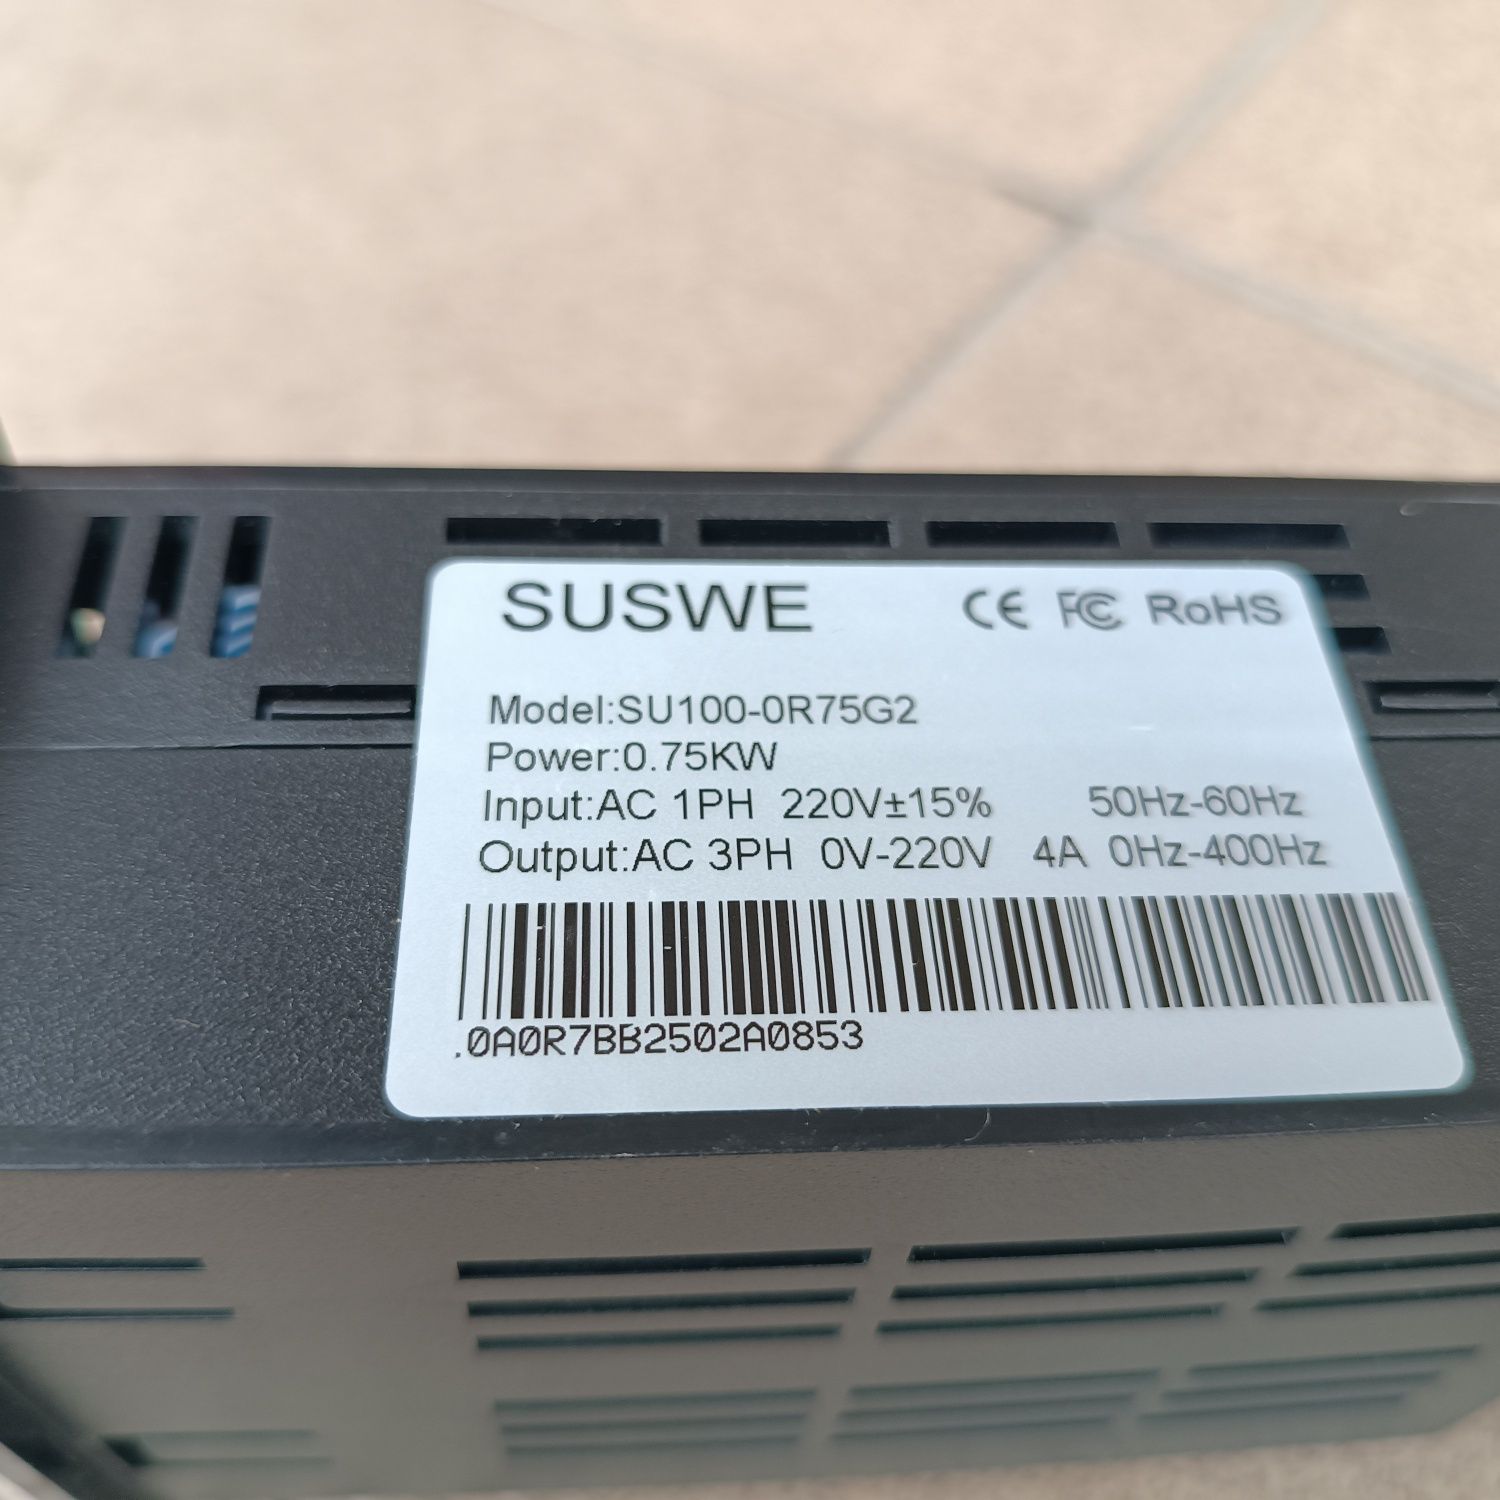 SUSWE CE FC RoHS
Model:SU100-0R75G2
Power:0.75KW
Input:AC 1PH 220V±15% 50Hz-60Hz
Output:AC 3PH 0V-220V 4A 0Hz-400Hz
.0A0R7BB2502A0853